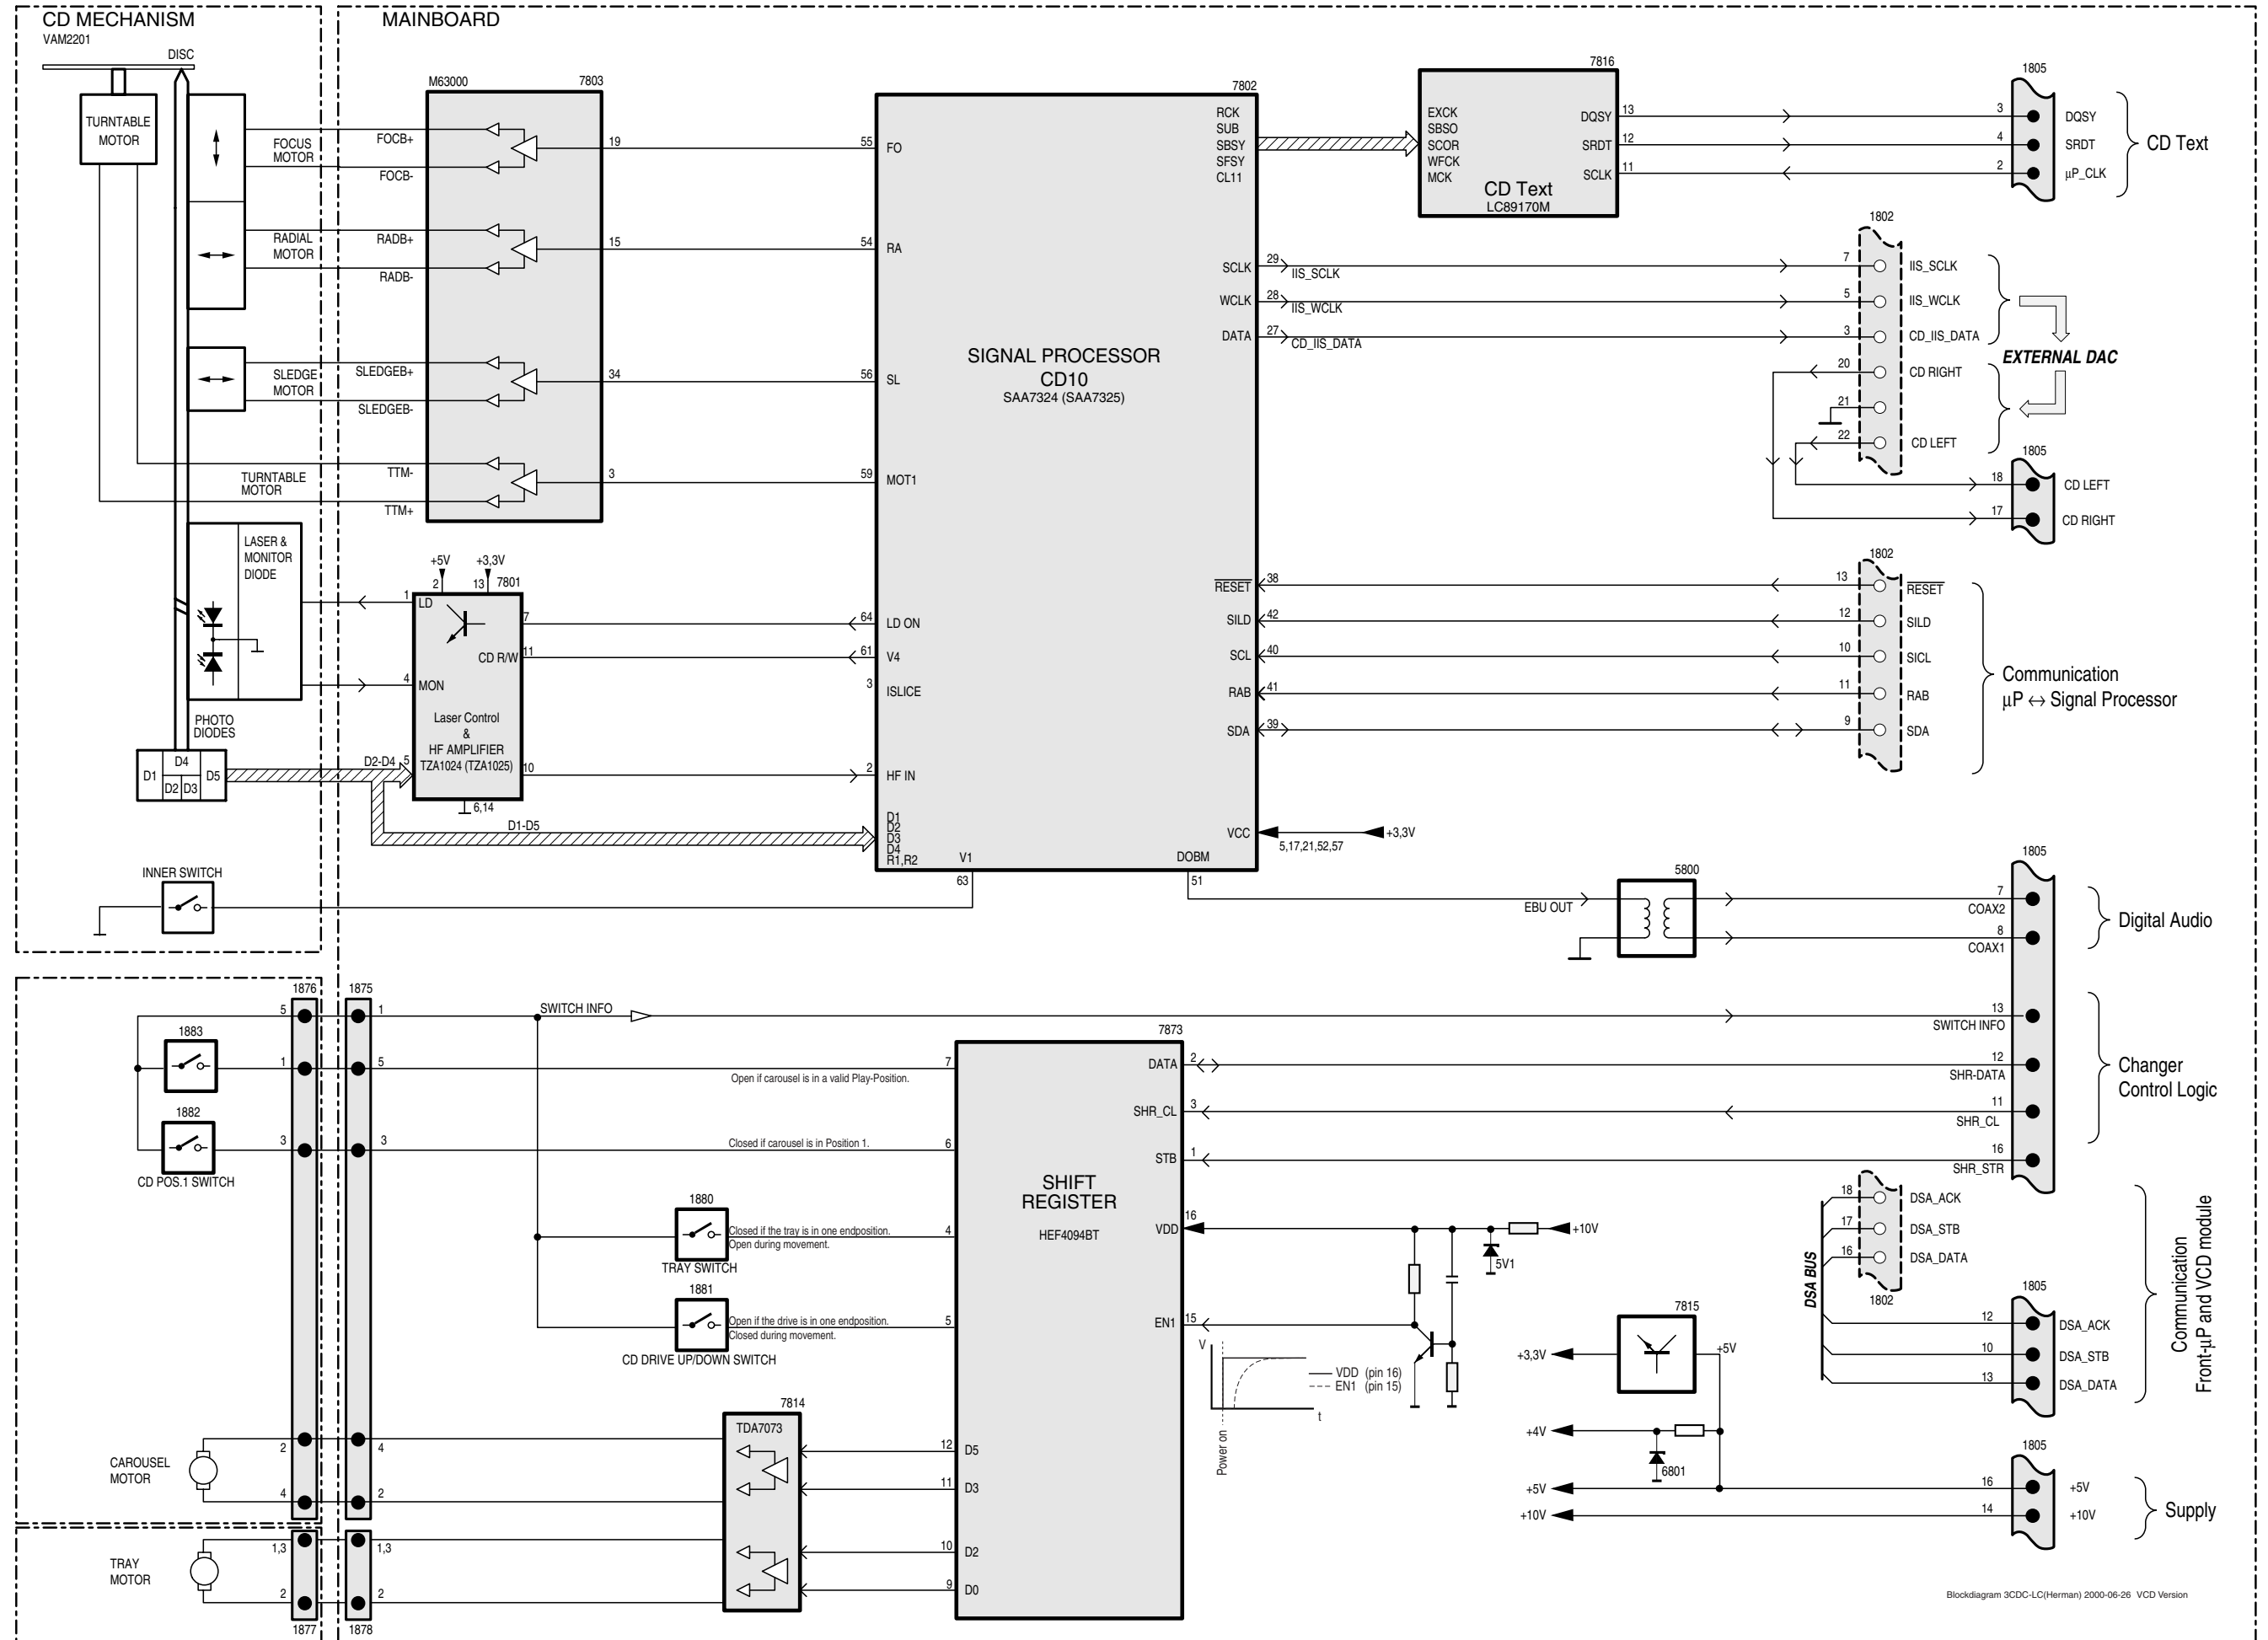 CD MECHANISM
VAM2201
MAINBOARD
DISC
TURNTABLE
MOTOR
FOCUS
MOTOR
RADIAL
MOTOR
SLEDGE
MOTOR
TURNTABLE
MOTOR
M63000
7803
FOCB+
FOCB-
RADB+
RADB-
SLEDGEB+
SLEDGEB-
TTM-
TTM+
19
15
34
3
55
FO
54
RA
56
SL
59
MOT1
7802
SIGNAL PROCESSOR
CD10
SAA7324 (SAA7325)
RCK
SUB
SBSY
SFSY
CL11
7816
EXCK
SBSO
SCOR
WFCK
MCK
CD Text
LC89170M
DQSY
13
SRDT
12
SCLK
11
1805
3
DQSY
4
SRDT
2
µP_CLK
CD Text
SCLK
29
IIS_SCLK
WCLK
28
IIS_WCLK
DATA
27
CD_IIS_DATA
1802
7
IIS_SCLK
5
IIS_WCLK
3
CD_IIS_DATA
EXTERNAL DAC
20
CD RIGHT
21
22
CD LEFT
1805
18
CD LEFT
17
CD RIGHT
LASER &
MONITOR
DIODE
PHOTO
DIODES
D1
D4
D2
D3
D5
+5V
+3,3V
2
13
7801
1
LD
7
CD R/W
11
4
MON
Laser Control
&
HF AMPLIFIER
TZA1024 (TZA1025)
D2-D4
5
10
6,14
D1-D5
64
LD ON
61
V4
3
ISLICE
2
HF IN
D1
D2
D3
D4
R1,R2
V1
63
RESET
38
SILD
42
SCL
40
RAB
41
SDA
39
1802
13
RESET
12
SILD
10
SICL
11
RAB
9
SDA
Communication
µP ↔ Signal Processor
VCC
5,17,21,52,57
+3,3V
DOBM
51
EBU OUT
5800
1805
7
COAX2
8
COAX1
Digital Audio
INNER SWITCH
1876
1875
5
1
SWITCH INFO
13
SWITCH INFO
1883
1
5
Open if carousel is in a valid Play-Position.
7
1882
3
3
Closed if carousel is in Position 1.
6
CD POS.1 SWITCH
7873
DATA
2
12
SHR-DATA
SHR_CL
3
11
SHR_CL
STB
1
16
SHR_STR
Changer
Control Logic
SHIFT
REGISTER
HEF4094BT
1880
Closed if the tray is in one endposition.
Open during movement.
4
TRAY SWITCH
1881
Open if the drive is in one endposition.
Closed during movement.
5
CD DRIVE UP/DOWN SWITCH
VDD
16
+10V
5V1
EN1
15
V
VDD (pin 16)
EN1 (pin 15)
t
Power on
DSA BUS
18
DSA_ACK
17
DSA_STB
16
DSA_DATA
1802
1805
12
DSA_ACK
10
DSA_STB
13
DSA_DATA
Communication
Front-µP and VCD module
7815
+3,3V
+5V
+4V
6801
+5V
+10V
1805
16
+5V
14
+10V
Supply
7814
TDA7073
12
D5
11
D3
10
D2
9
D0
CAROUSEL
MOTOR
2
4
4
2
TRAY
MOTOR
1,3
1,3
2
2
1877
1878
Blockdiagram 3CDC-LC(Herman) 2000-06-26 VCD Version